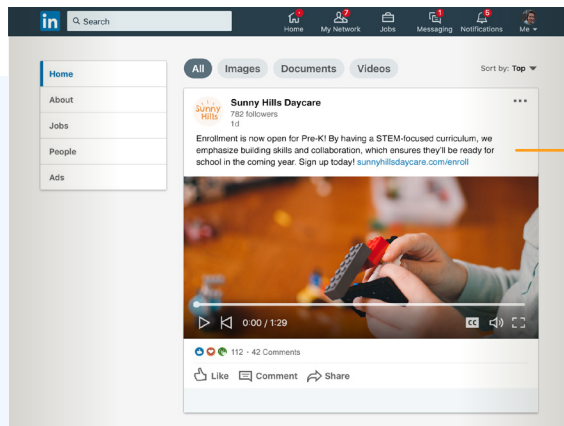 in
Search
Home
7
My Network
Jobs
1
Messaging
5
Notifications
Me
Home
About
Jobs
People
Ads
All Images Documents Videos
Sort by: Top
Sunny Hills
Sunny Hills Daycare
782 followers
1d
Enrollment is now open for Pre-K! By having a STEM-focused curriculum, we
emphasize building skills and collaboration, which ensures they'll be ready for
school in the coming year. Sign up today! sunnyhillsdaycare.com/enroll
0:00 / 1:29
CC
112 · 42 Comments
Like Comment Share